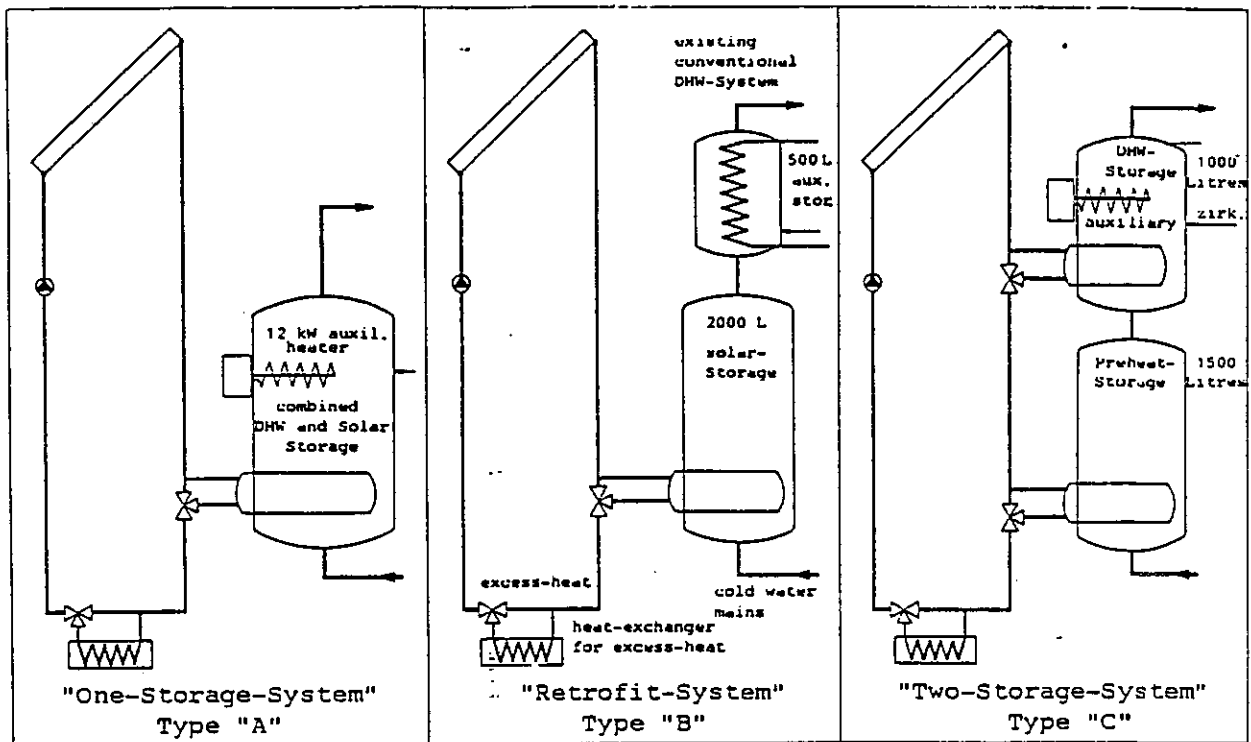 12 kW auxil.
heater
combined
DHW and Solar
Storage
"One-Storage-System"
Type "A"
existing
conventional
DHW-System
500 L
aux.
stor.
2000 L
solar-
Storage
excess-heat
cold water
mains
heat-exchanger
for excess-heat
"Retrofit-System"
Type "B"
DHW-
Storage
1000
Litres
auxiliary
zirk.
Preheat-
Storage
1500
Litres
"Two-Storage-System"
Type "C"